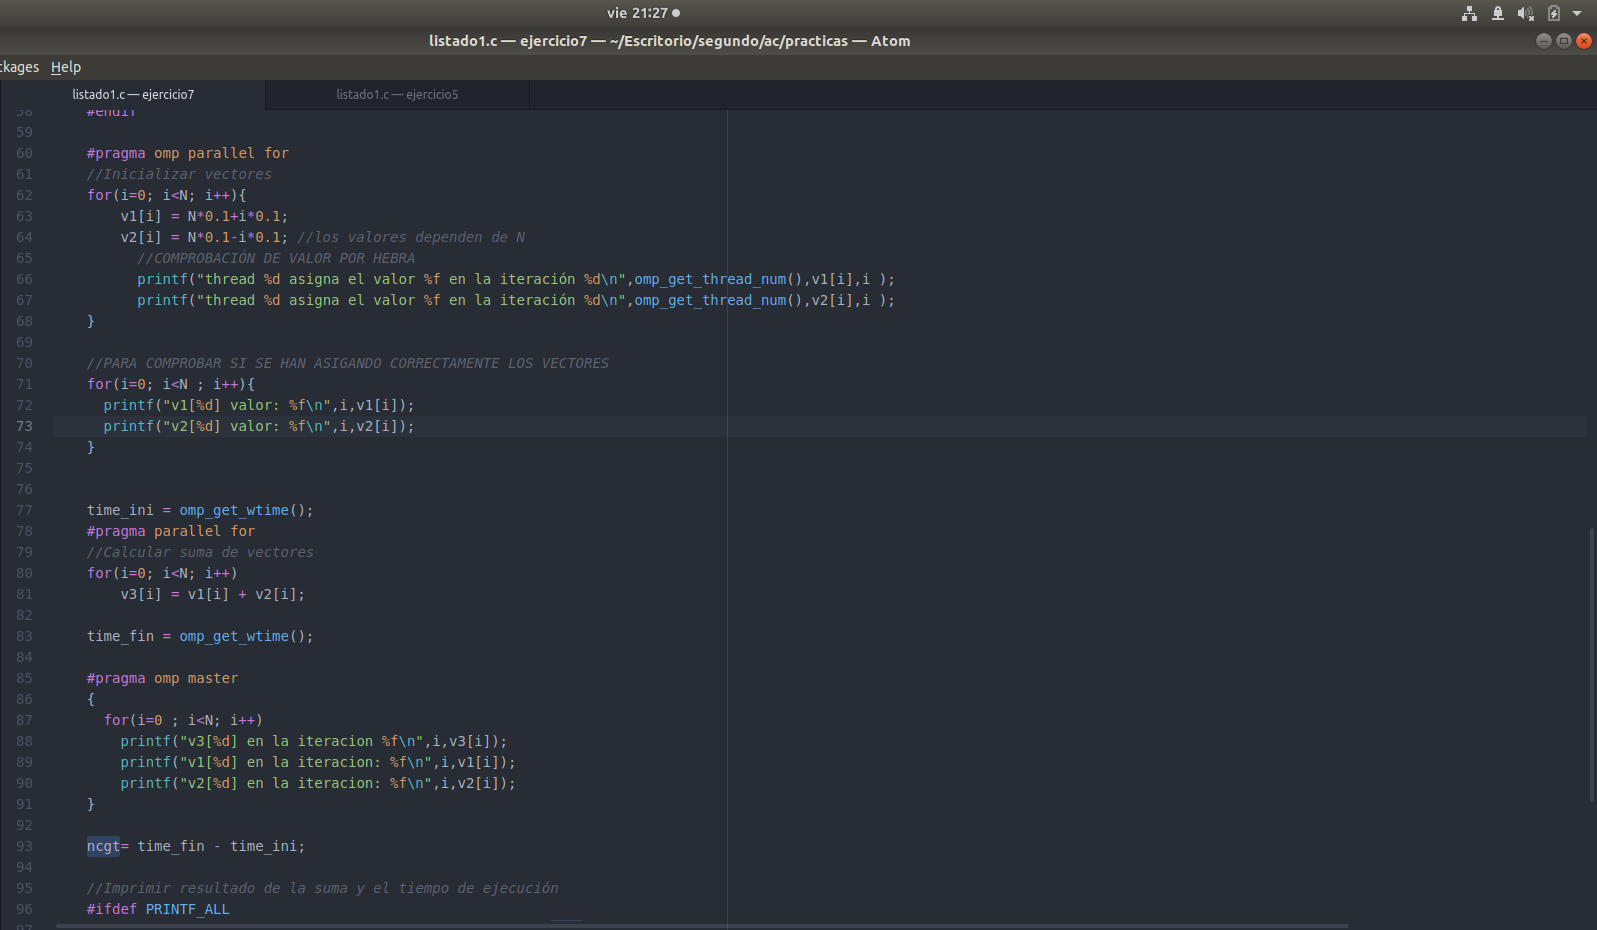 vie 21:27
listado1.c — ejercicio7 — ~/Escritorio/segundo/ac/practicas — Atom
ckages Help
listado1.c — ejercicio7
listado1.c — ejercicio5
58 #endif
59
60 #pragma omp parallel for
61 //Inicializar vectores
62 for(i=0; i<N; i++){
63 v1[i] = N*0.1+i*0.1;
64 v2[i] = N*0.1-i*0.1; //los valores dependen de N
65 //COMPROBACIÓN DE VALOR POR HEBRA
66 printf("thread %d asigna el valor %f en la iteración %d\n",omp_get_thread_num(),v1[i],i );
67 printf("thread %d asigna el valor %f en la iteración %d\n",omp_get_thread_num(),v2[i],i );
68 }
69
70 //PARA COMPROBAR SI SE HAN ASIGANDO CORRECTAMENTE LOS VECTORES
71 for(i=0; i<N ; i++){
72 printf("v1[%d] valor: %f\n",i,v1[i]);
73 printf("v2[%d] valor: %f\n",i,v2[i]);
74 }
75
76
77 time_ini = omp_get_wtime();
78 #pragma parallel for
79 //Calcular suma de vectores
80 for(i=0; i<N; i++)
81 v3[i] = v1[i] + v2[i];
82
83 time_fin = omp_get_wtime();
84
85 #pragma omp master
86 {
87 for(i=0 ; i<N; i++)
88 printf("v3[%d] en la iteracion %f\n",i,v3[i]);
89 printf("v1[%d] en la iteracion: %f\n",i,v1[i]);
90 printf("v2[%d] en la iteracion: %f\n",i,v2[i]);
91 }
92
93 ncgt= time_fin - time_ini;
94
95 //Imprimir resultado de la suma y el tiempo de ejecución
96 #ifdef PRINTF_ALL
97